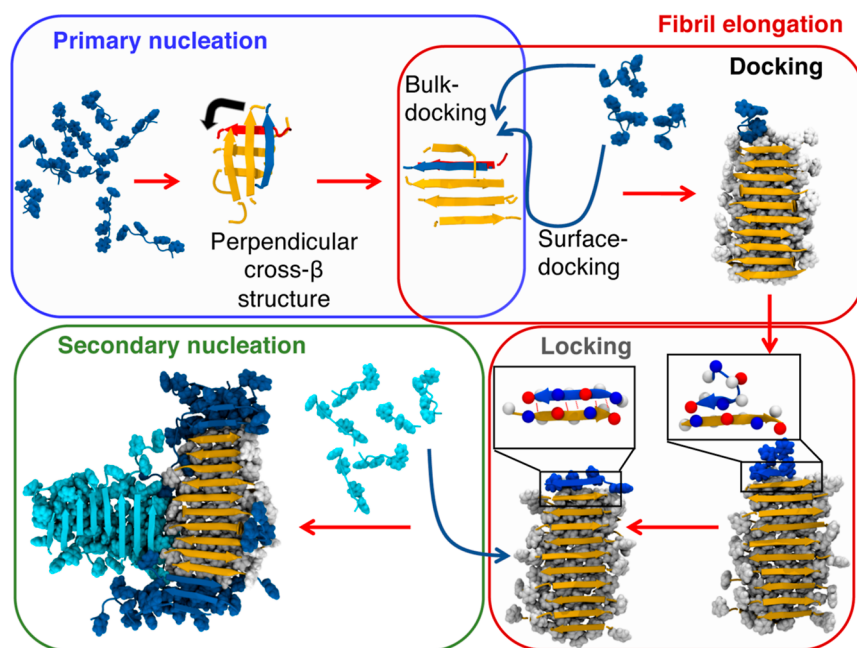 Primary nucleation
Fibril elongation
Bulk-
docking
Docking
Perpendicular
cross-β
structure
Surface-
docking
Secondary nucleation
Locking